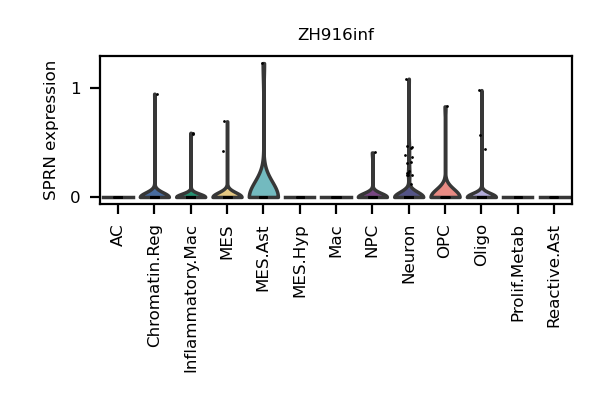 ZH916inf
SPRN expression
1
0
AC
Chromatin.Reg
Inflammatory.Mac
MES
MES.Ast
MES.Hyp
Mac
NPC
Neuron
OPC
Oligo
Prolif.Metab
Reactive.Ast